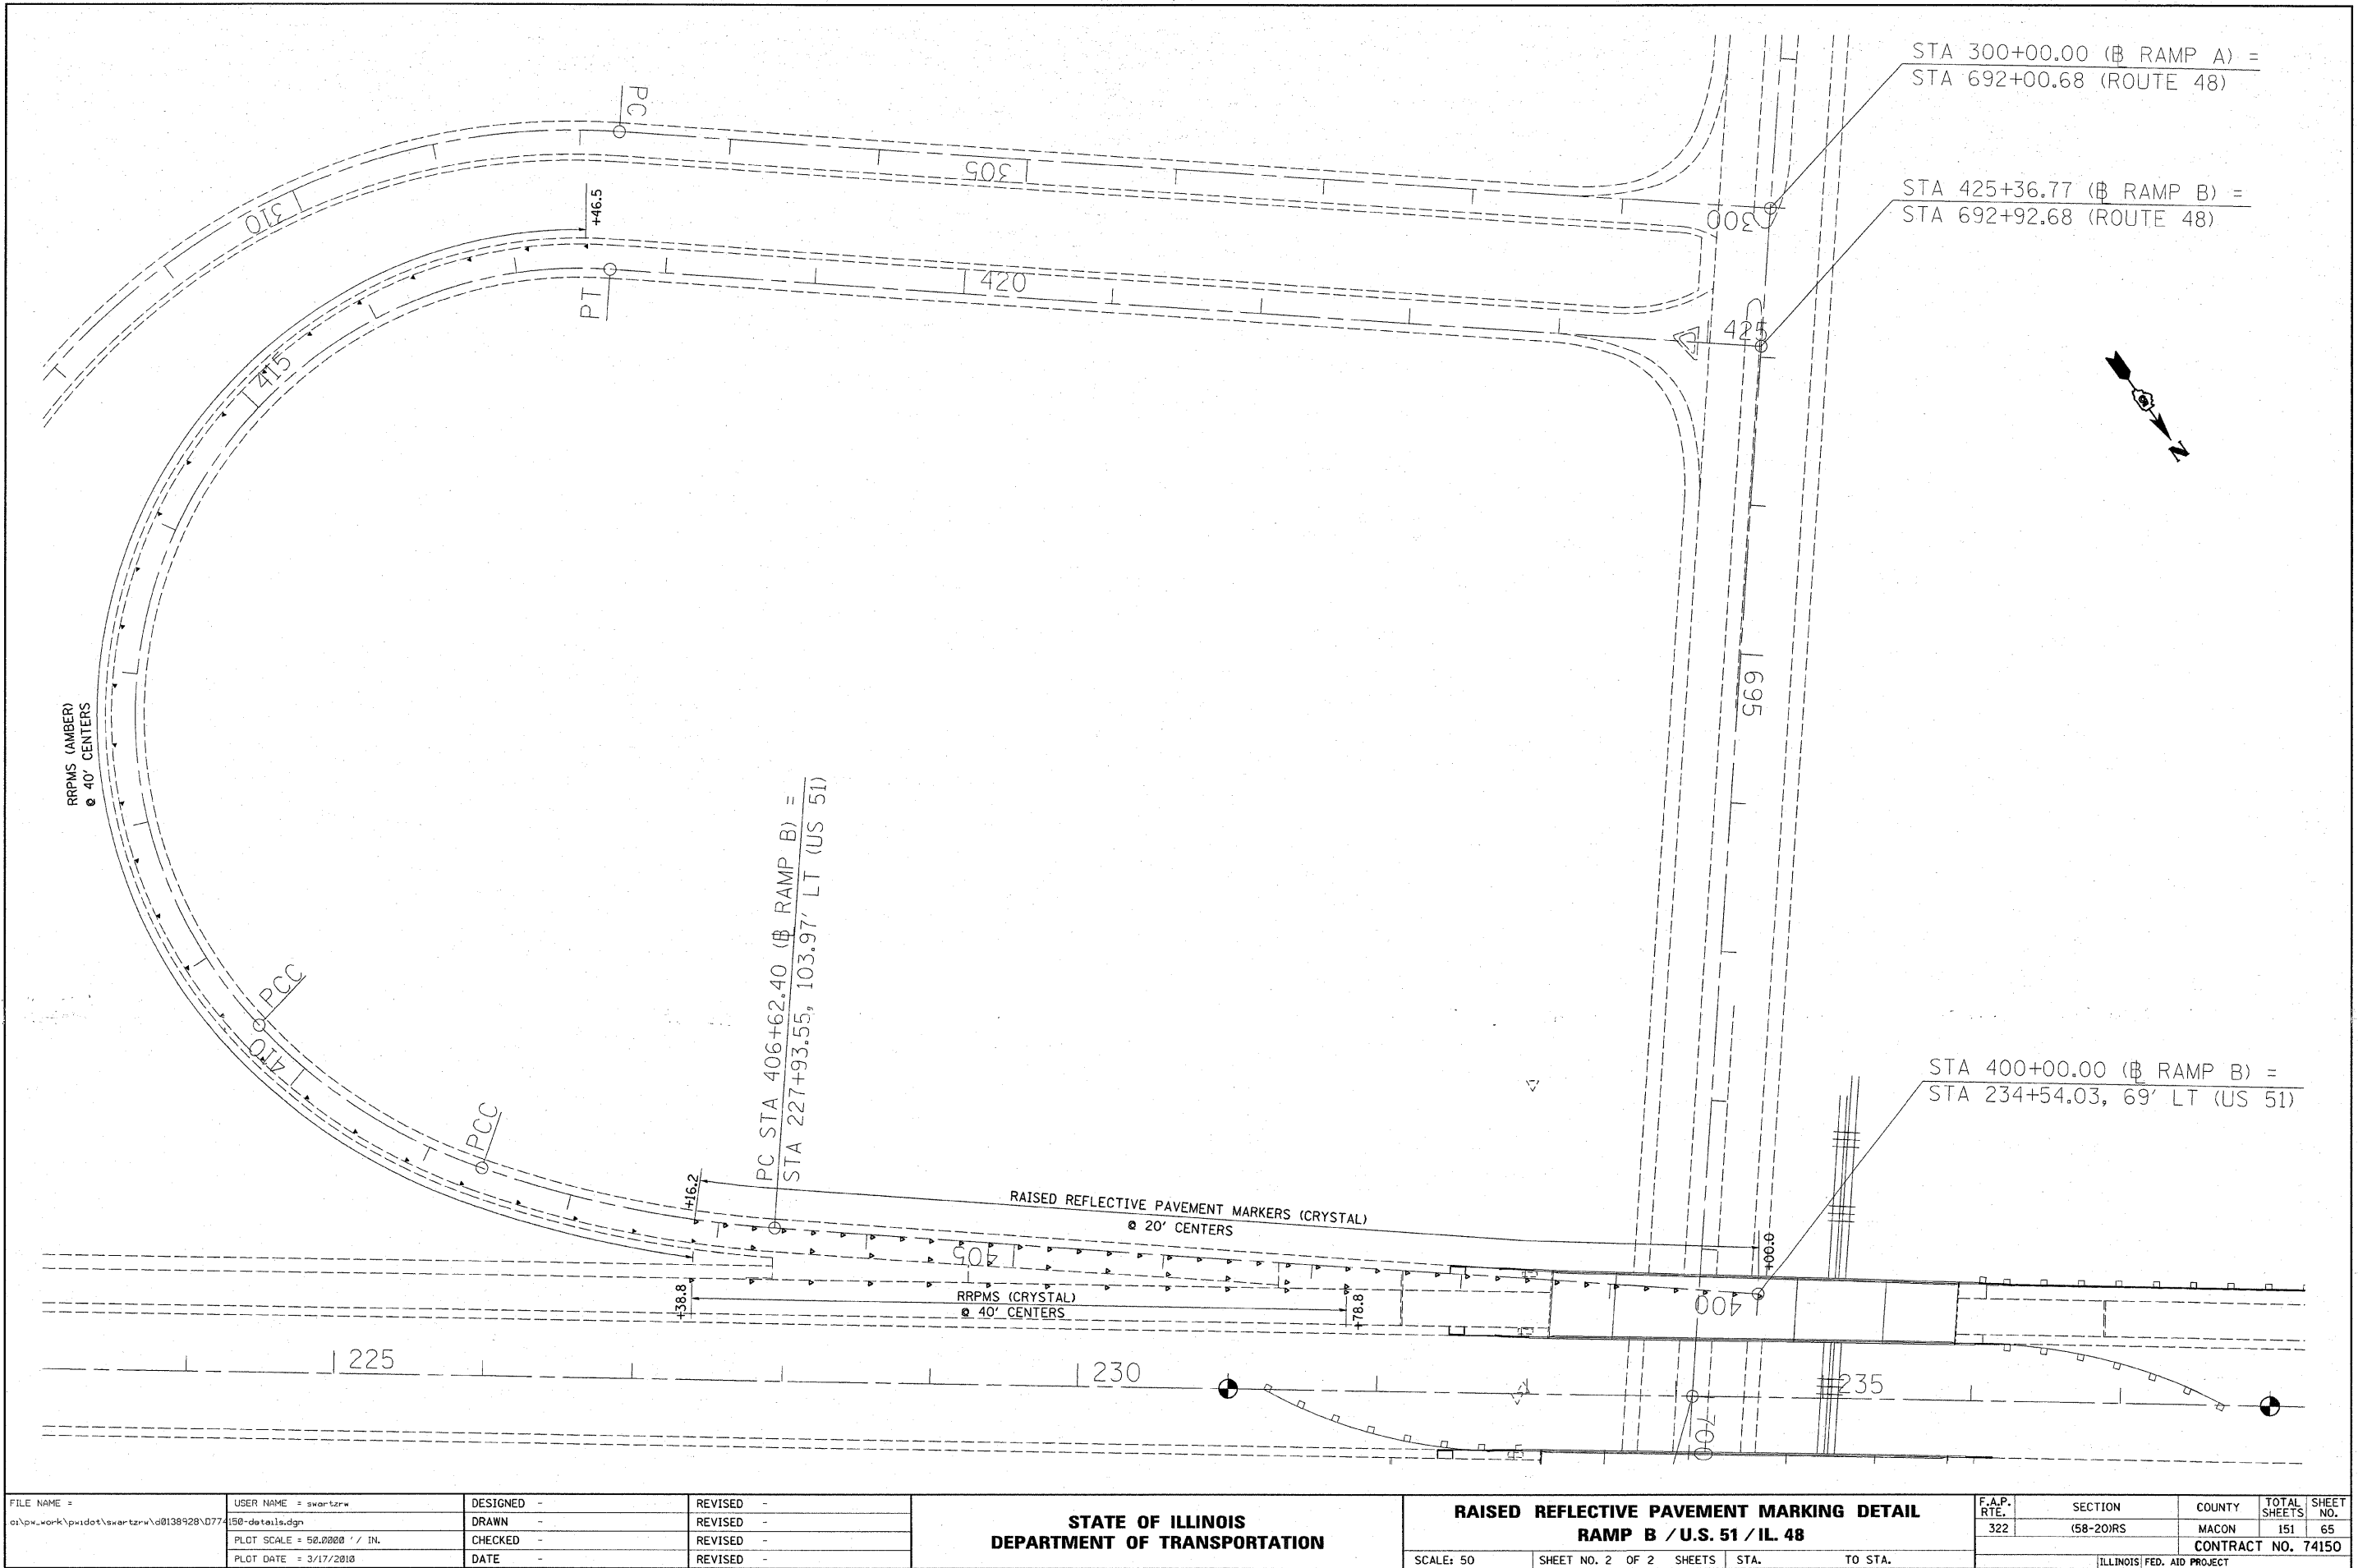 STA 300+00.00 (B RAMP A) =
STA 692+00.68 (ROUTE 48)
STA 425+36.77 (B RAMP B) =
STA 692+92.68 (ROUTE 48)
PC
305
310
300
+46.5
420
PT
425
415
N
695
RRPMS (AMBER)
@ 40' CENTERS
PC STA 406+62.40 (B RAMP B) =
STA 227+93.55, 103.97' LT (US 51)
PCC
410
PCC
STA 400+00.00 (B RAMP B) =
STA 234+54.03, 69' LT (US 51)
+16.2
RAISED REFLECTIVE PAVEMENT MARKERS (CRYSTAL)
@ 20' CENTERS
+00.0
405
+38.8
RRPMS (CRYSTAL)
@ 40' CENTERS
+78.8
400
225
230
235
700
FILE NAME =
c:\pw_work\pwidot\swartzrw\d0138928\D774150-details.dgn
USER NAME = swartzrw
PLOT SCALE = 50.0000 ' / IN.
PLOT DATE = 3/17/2010
DESIGNED -
DRAWN -
CHECKED -
DATE -
REVISED -
REVISED -
REVISED -
REVISED -
STATE OF ILLINOIS
DEPARTMENT OF TRANSPORTATION
RAISED REFLECTIVE PAVEMENT MARKING DETAIL
RAMP B / U.S. 51 / IL. 48
SCALE: 50 SHEET NO. 2 OF 2 SHEETS STA. TO STA.
F.A.P. RTE. SECTION COUNTY TOTAL SHEETS SHEET NO.
322 (58-20)RS MACON 151 65
CONTRACT NO. 74150
ILLINOIS FED. AID PROJECT